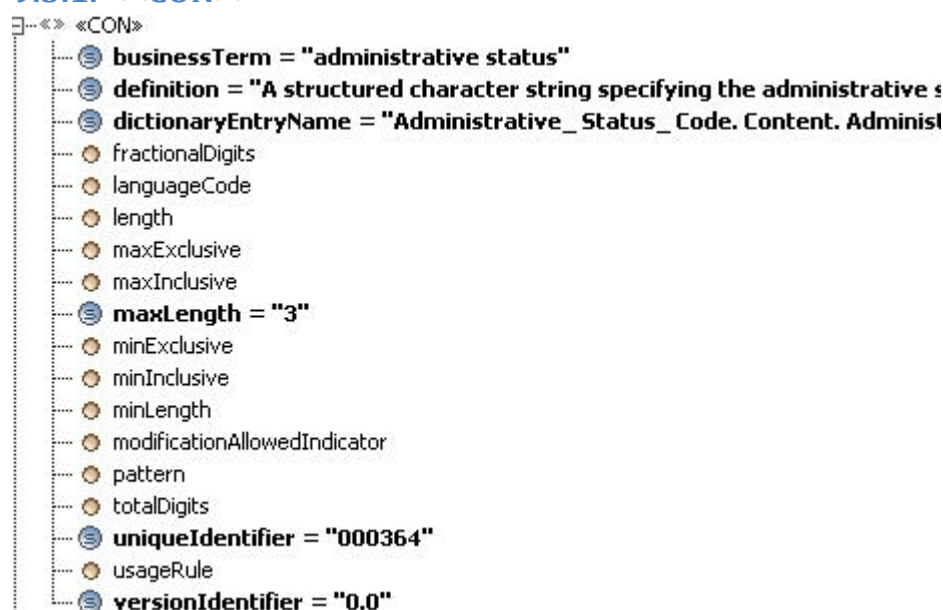 «» «CON»
businessTerm = "administrative status"
definition = "A structured character string specifying the administrative s
dictionaryEntryName = "Administrative_ Status_ Code. Content. Administ
fractionalDigits
languageCode
length
maxExclusive
maxInclusive
maxLength = "3"
minExclusive
minInclusive
minLength
modificationAllowedIndicator
pattern
totalDigits
uniqueIdentifier = "000364"
usageRule
versionIdentifier = "0.0"